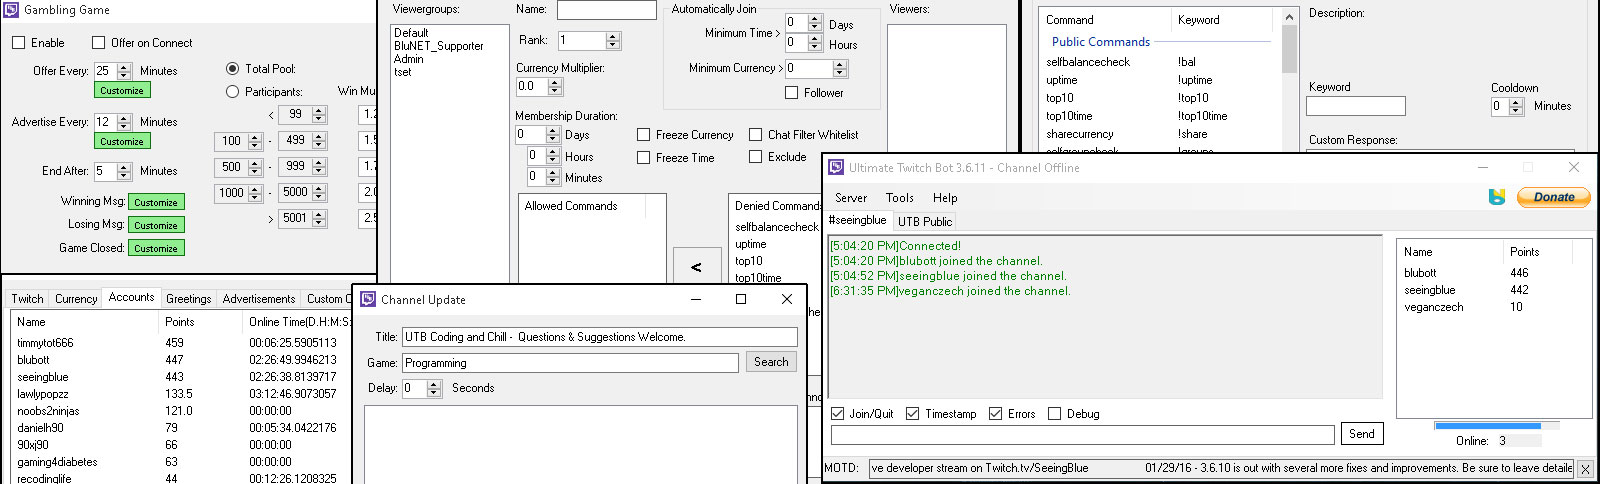 Gambling Game
Enable
Offer on Connect
Offer Every: 25 Minutes
Customize
Advertise Every: 12 Minutes
Customize
End After: 5 Minutes
Winning Msg: Customize
Losing Msg: Customize
Game Closed: Customize
Total Pool:
Participants:
< 99
100 - 499
500 - 999
1000 - 5000
> 5001
Viewergroups:
Default
BluNET_Supporter
Admin
tset
Name:
Rank: 1
Currency Multiplier:
0.0
Membership Duration:
0 Days
0 Hours
0 Minutes
Automatically Join
Minimum Time > 0 Days
0 Hours
Minimum Currency > 0
Follower
Freeze Currency
Chat Filter Whitelist
Freeze Time
Exclude
Allowed Commands
<
Denied Comman
selfbalancecheck
uptime
top10
top10time
Viewers:
Command Keyword
Public Commands
selfbalancecheck !bal
uptime !uptime
top10 !top10
top10time !top10time
sharecurrency !share
Description:
Keyword
Cooldown
0 Minutes
Custom Response:
Twitch Currency Accounts Greetings Advertisements Custom C
Name Points Online Time(D.H:M:S:
timmytot666 459 00:06:25.5905113
blubott 447 02:26:49.9946213
seeingblue 443 02:26:38.8139717
lawlypopzz 133.5 03:12:46.9073057
noobs2ninjas 121.0 00:00:00
danielh90 79 00:05:34.0422176
90xj90 66 00:00:00
gaming4diabetes 63 00:00:00
recodinglife 44 00:12:26.1208325
Channel Update
Title: UTB Coding and Chill - Questions & Suggestions Welcome.
Game: Programming Search
Delay: 0 Seconds
Ultimate Twitch Bot 3.6.11 - Channel Offline
Server Tools Help
Donate
#seeingblue UTB Public
[5:04:20 PM]Connected!
[5:04:20 PM]blubott joined the channel.
[5:04:52 PM]seeingblue joined the channel.
[6:31:35 PM]veganczech joined the channel.
Name Points
blubott 446
seeingblue 442
veganczech 10
Join/Quit Timestamp Errors Debug
Send
Online: 3
MOTD: ve developer stream on Twitch.tv/SeeingBlue 01/29/16 - 3.6.10 is out with several more fixes and improvements. Be sure to leave detaile X